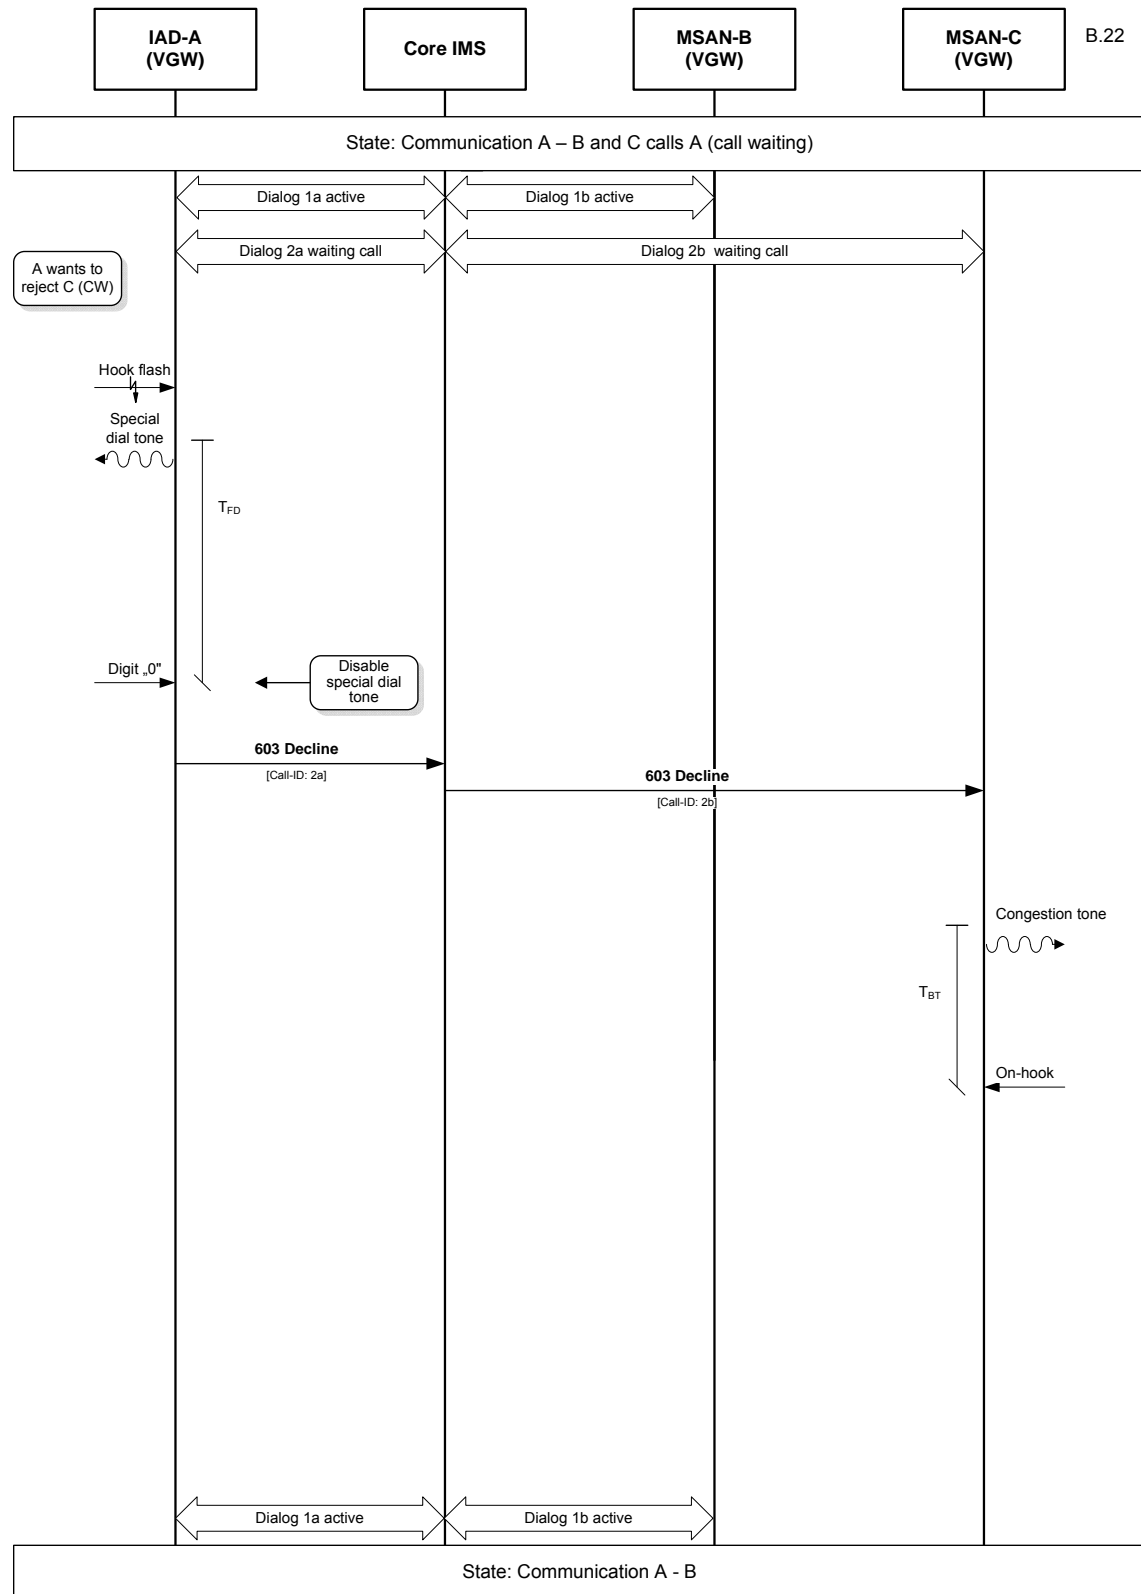 IAD-A
(VGW)
Core IMS
MSAN-B
(VGW)
MSAN-C
(VGW)
B.22
State: Communication A – B and C calls A (call waiting)
Dialog 1a active
Dialog 1b active
Dialog 2a waiting call
Dialog 2b waiting call
A wants to
reject C (CW)
Hook flash
Special
dial tone
TFD
Digit „0"
Disable
special dial
tone
603 Decline
[Call-ID: 2a]
603 Decline
[Call-ID: 2b]
Congestion tone
TBT
On-hook
Dialog 1a active
Dialog 1b active
State: Communication A - B